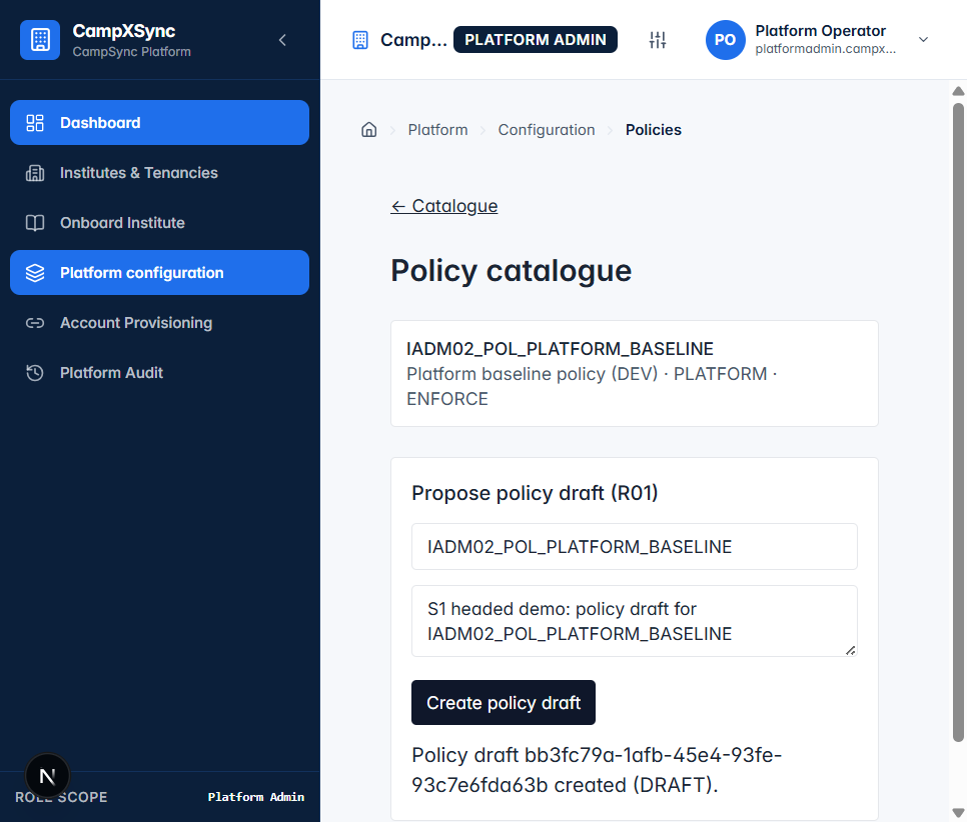 CampXSync
CampSync Platform
Dashboard
Institutes & Tenancies
Onboard Institute
Platform configuration
Account Provisioning
Platform Audit
N
SCOPE
Platform Admin
Camp...
PLATFORM ADMIN
PO
Platform Operator
platformadmin.campx...
Platform
Configuration
Policies
← Catalogue
Policy catalogue
IADM02_POL_PLATFORM_BASELINE
Platform baseline policy (DEV) · PLATFORM ·
ENFORCE
Propose policy draft (R01)
IADM02_POL_PLATFORM_BASELINE
S1 headed demo: policy draft for
IADM02_POL_PLATFORM_BASELINE
Create policy draft
Policy draft bb3fc79a-1afb-45e4-93fe-
93c7e6fda63b created (DRAFT).